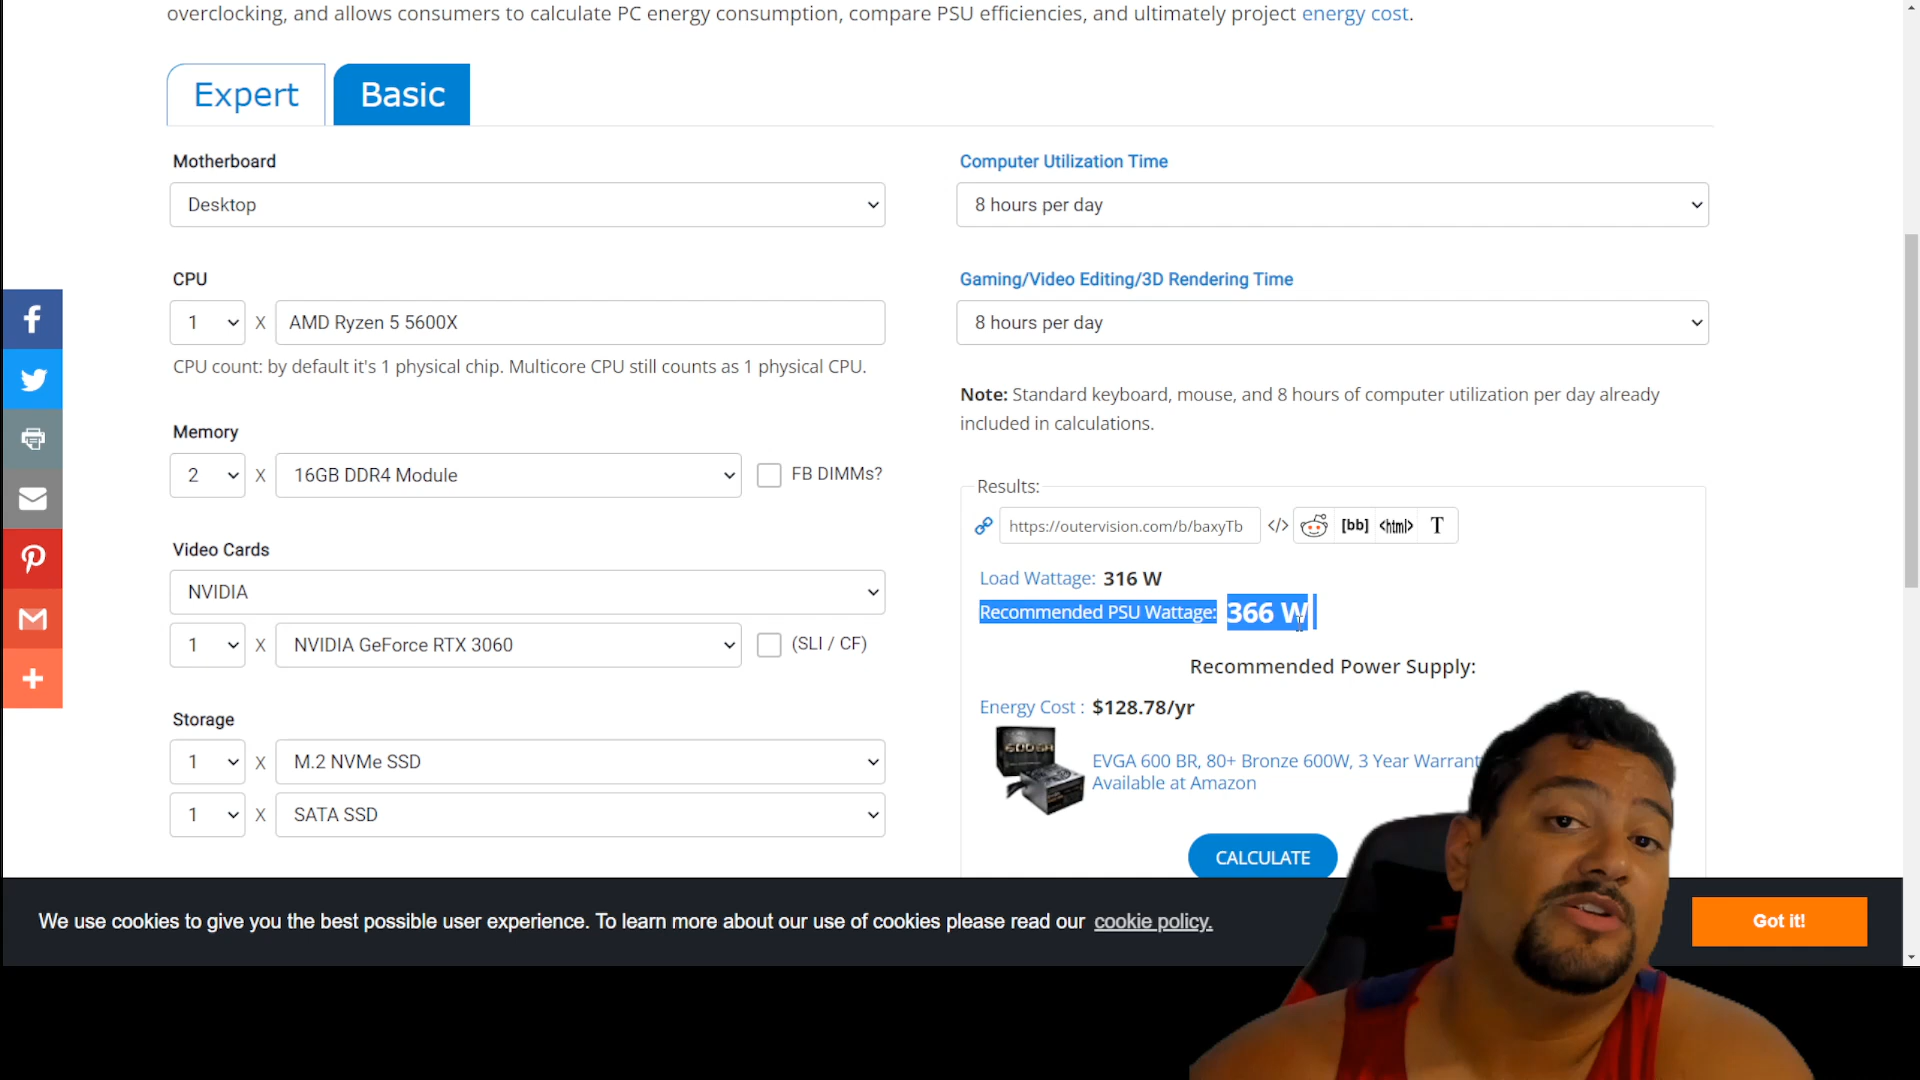 overclocking, and allows consumers to calculate PC energy consumption, compare PSU efficiencies, and ultimately project energy cost.
Expert
Basic
Motherboard
Desktop
CPU
1
X
AMD Ryzen 5 5600X
CPU count: by default it's 1 physical chip. Multicore CPU still counts as 1 physical CPU.
Memory
2
X
16GB DDR4 Module
FB DIMMs?
Video Cards
NVIDIA
1
X
NVIDIA GeForce RTX 3060
(SLI / CF)
Storage
1
X
M.2 NVMe SSD
1
X
SATA SSD
Computer Utilization Time
8 hours per day
Gaming/Video Editing/3D Rendering Time
8 hours per day
Note: Standard keyboard, mouse, and 8 hours of computer utilization per day already
included in calculations.
Results:
https://outervision.com/b/baxyTb
</>
[bb]
<html>
T
Load Wattage: 316 W
Recommended PSU Wattage: 366 W
Recommended Power Supply:
Energy Cost : $128.78/yr
EVGA 600 BR, 80+ Bronze 600W, 3 Year
Available at Amazon
CALCULATE
We use cookies to give you the best possible user experience. To learn more about our use of cookies please read our cookie policy.
Got it!